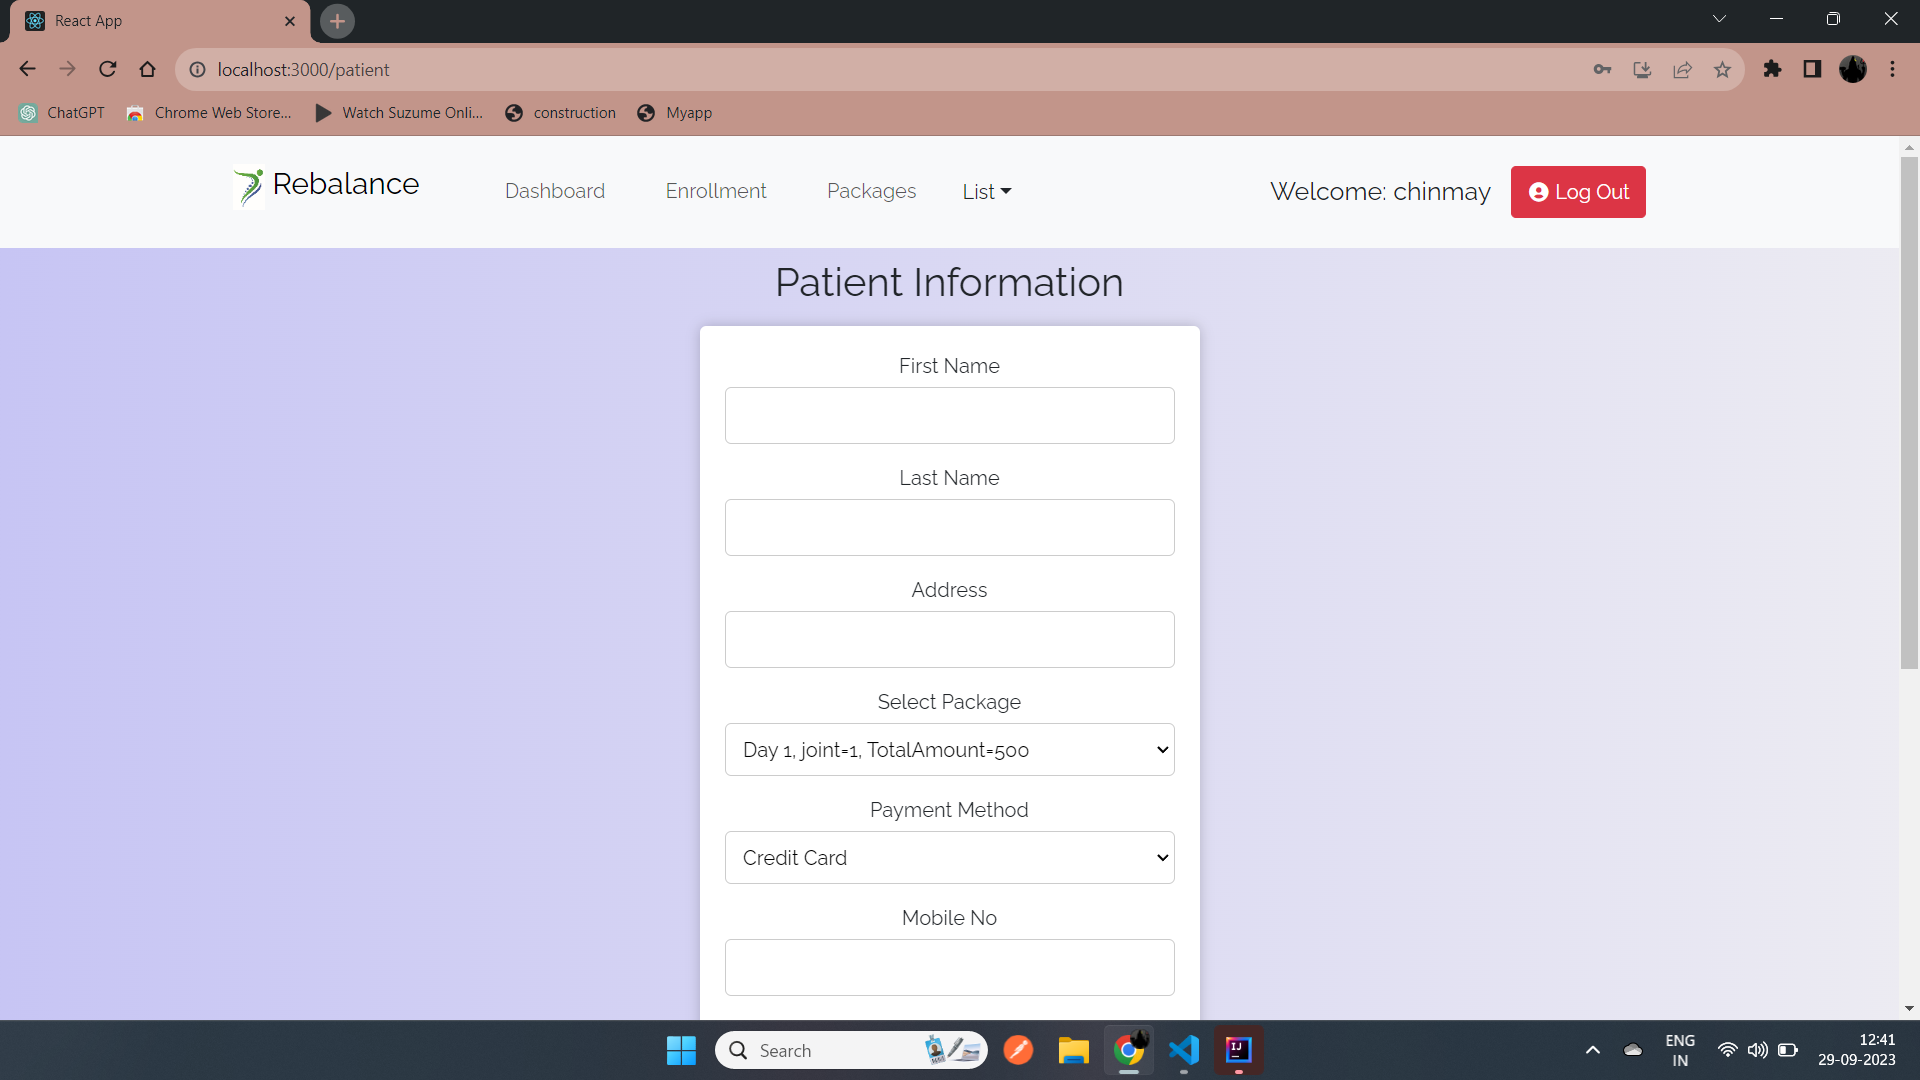 React App
localhost:3000/patient
ChatGPT
Chrome Web Store...
Watch Suzume Onli...
construction
Myapp
Rebalance
Dashboard
Enrollment
Packages
List
Welcome: chinmay
Log Out
Patient Information
First Name
Last Name
Address
Select Package
Day 1, joint=1, TotalAmount=500
Payment Method
Credit Card
Mobile No
Search
ENG
IN
12:41
29-09-2023